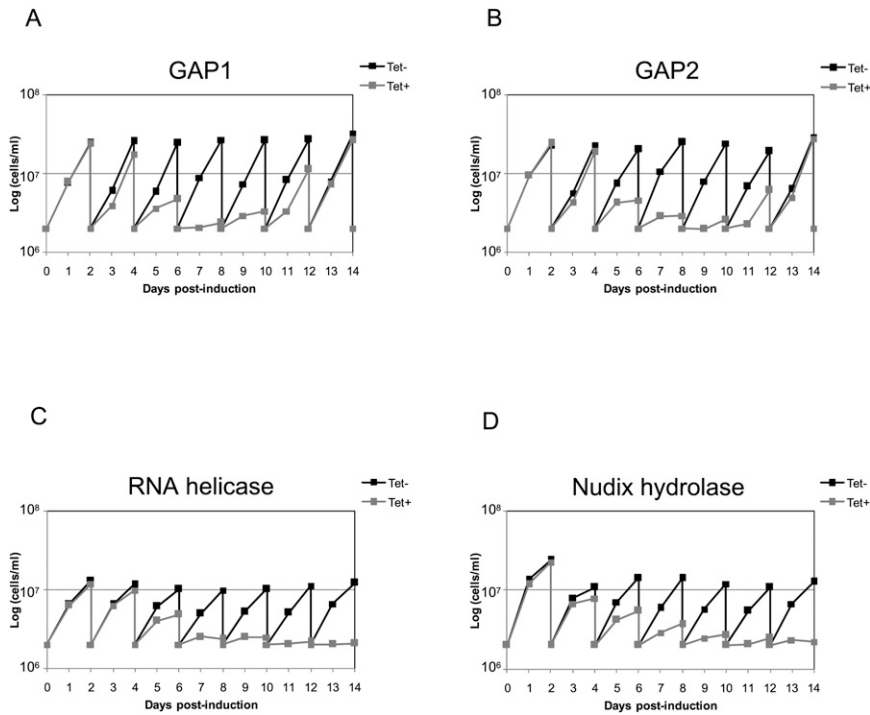 A
GAP1
Tet-
Tet+
10⁸
10⁷
10⁶
Log (cells/ml)
0 1 2 3 4 5 6 7 8 9 10 11 12 13 14
Days post-induction
B
GAP2
Tet-
Tet+
10⁸
10⁷
10⁶
Log (cells/ml)
0 1 2 3 4 5 6 7 8 9 10 11 12 13 14
Days post-induction
C
RNA helicase
Tet-
Tet+
10⁸
10⁷
10⁶
Log (cells/ml)
0 1 2 3 4 5 6 7 8 9 10 11 12 13 14
Days post-induction
D
Nudix hydrolase
Tet-
Tet+
10⁸
10⁷
10⁶
Log (cells/ml)
0 1 2 3 4 5 6 7 8 9 10 11 12 13 14
Days post-induction